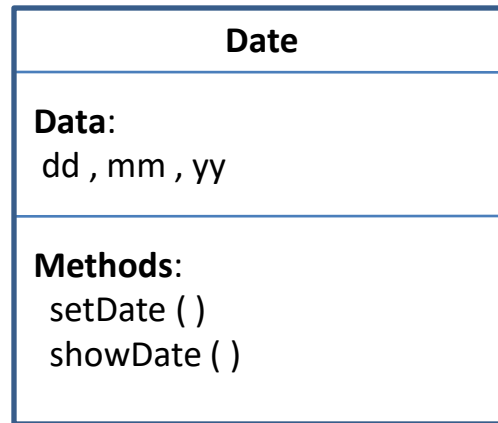 Date
Data:
dd , mm , yy
Methods:
setDate ( )
showDate ( )